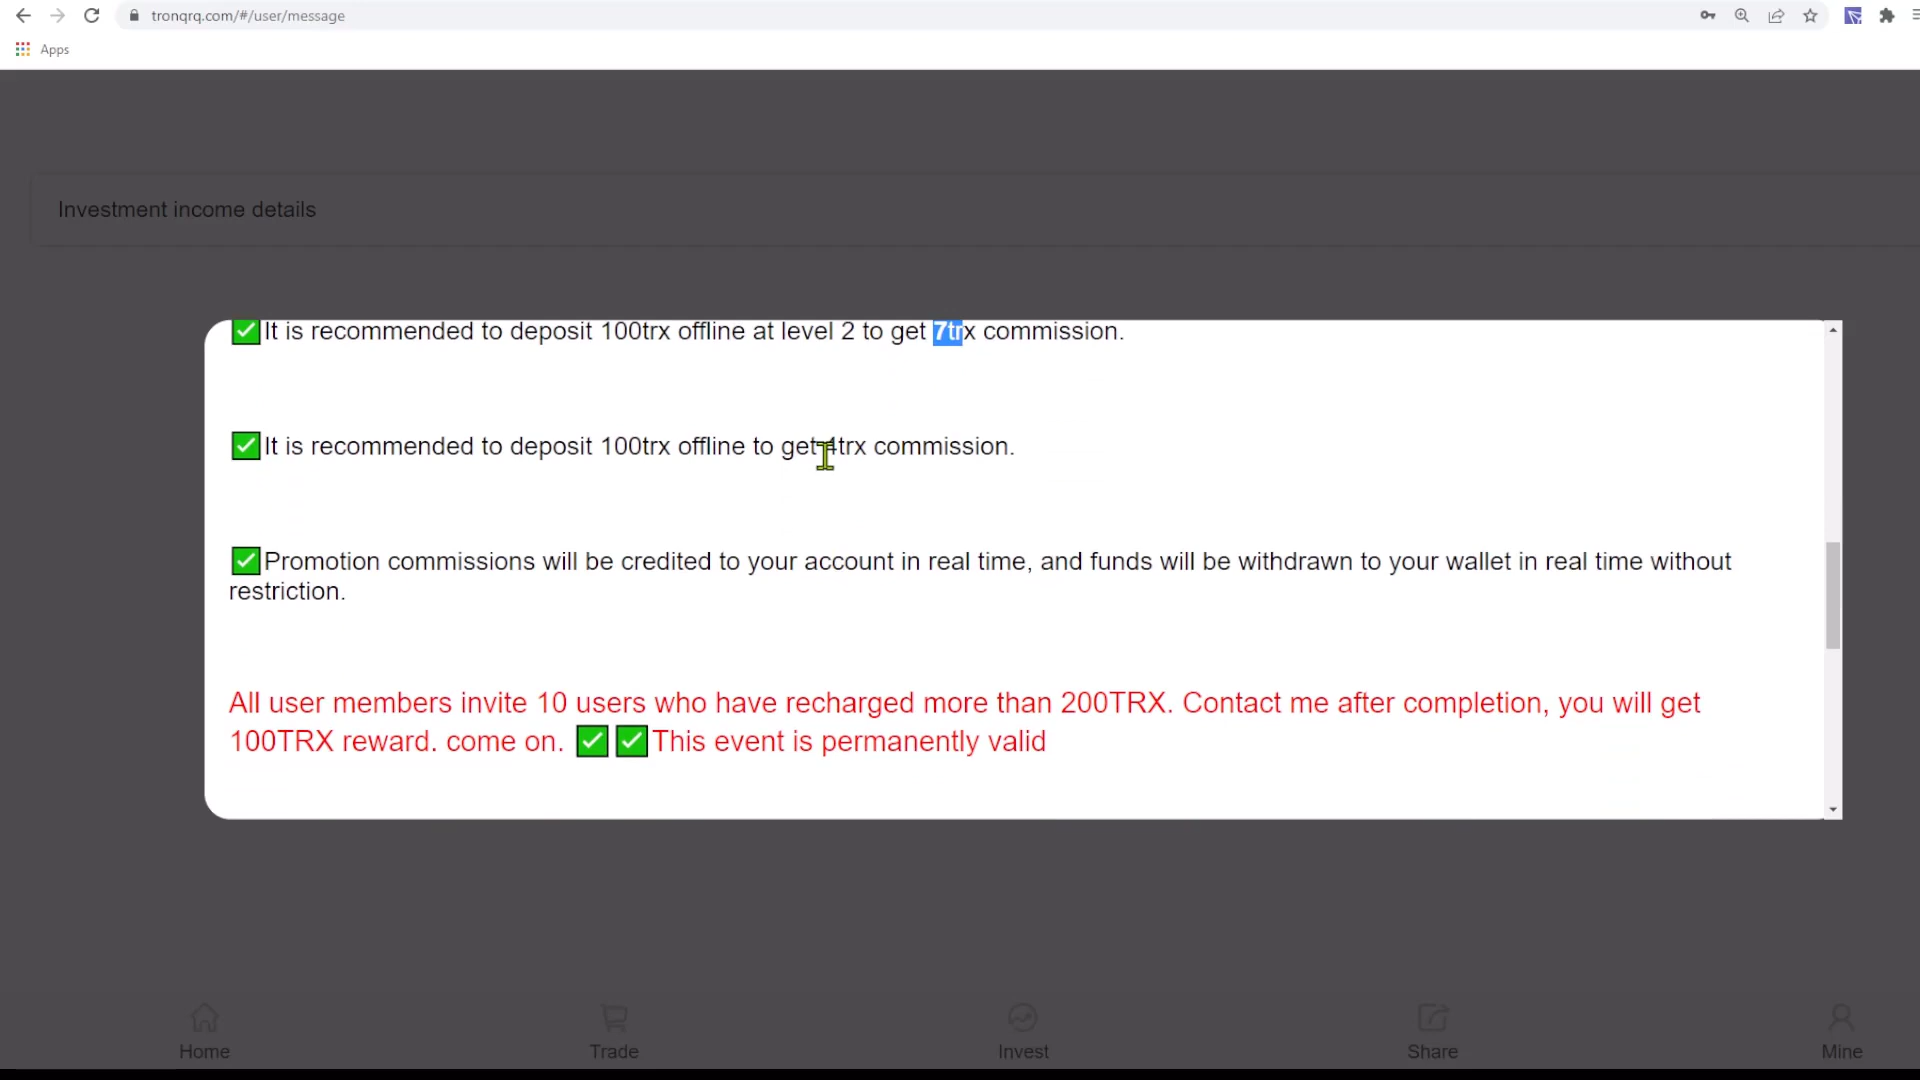 tronqrq.com/#/user/message
Apps
Investment income details
✅It is recommended to deposit 100trx offline at level 2 to get 7trx commission.
✅It is recommended to deposit 100trx offline to get 4trx commission.
✅Promotion commissions will be credited to your account in real time, and funds will be withdrawn to your wallet in real time without
restriction.
All user members invite 10 users who have recharged more than 200TRX. Contact me after completion, you will get
100TRX reward. come on. ✅✅This event is permanently valid
Home
Trade
Invest
Share
Mine